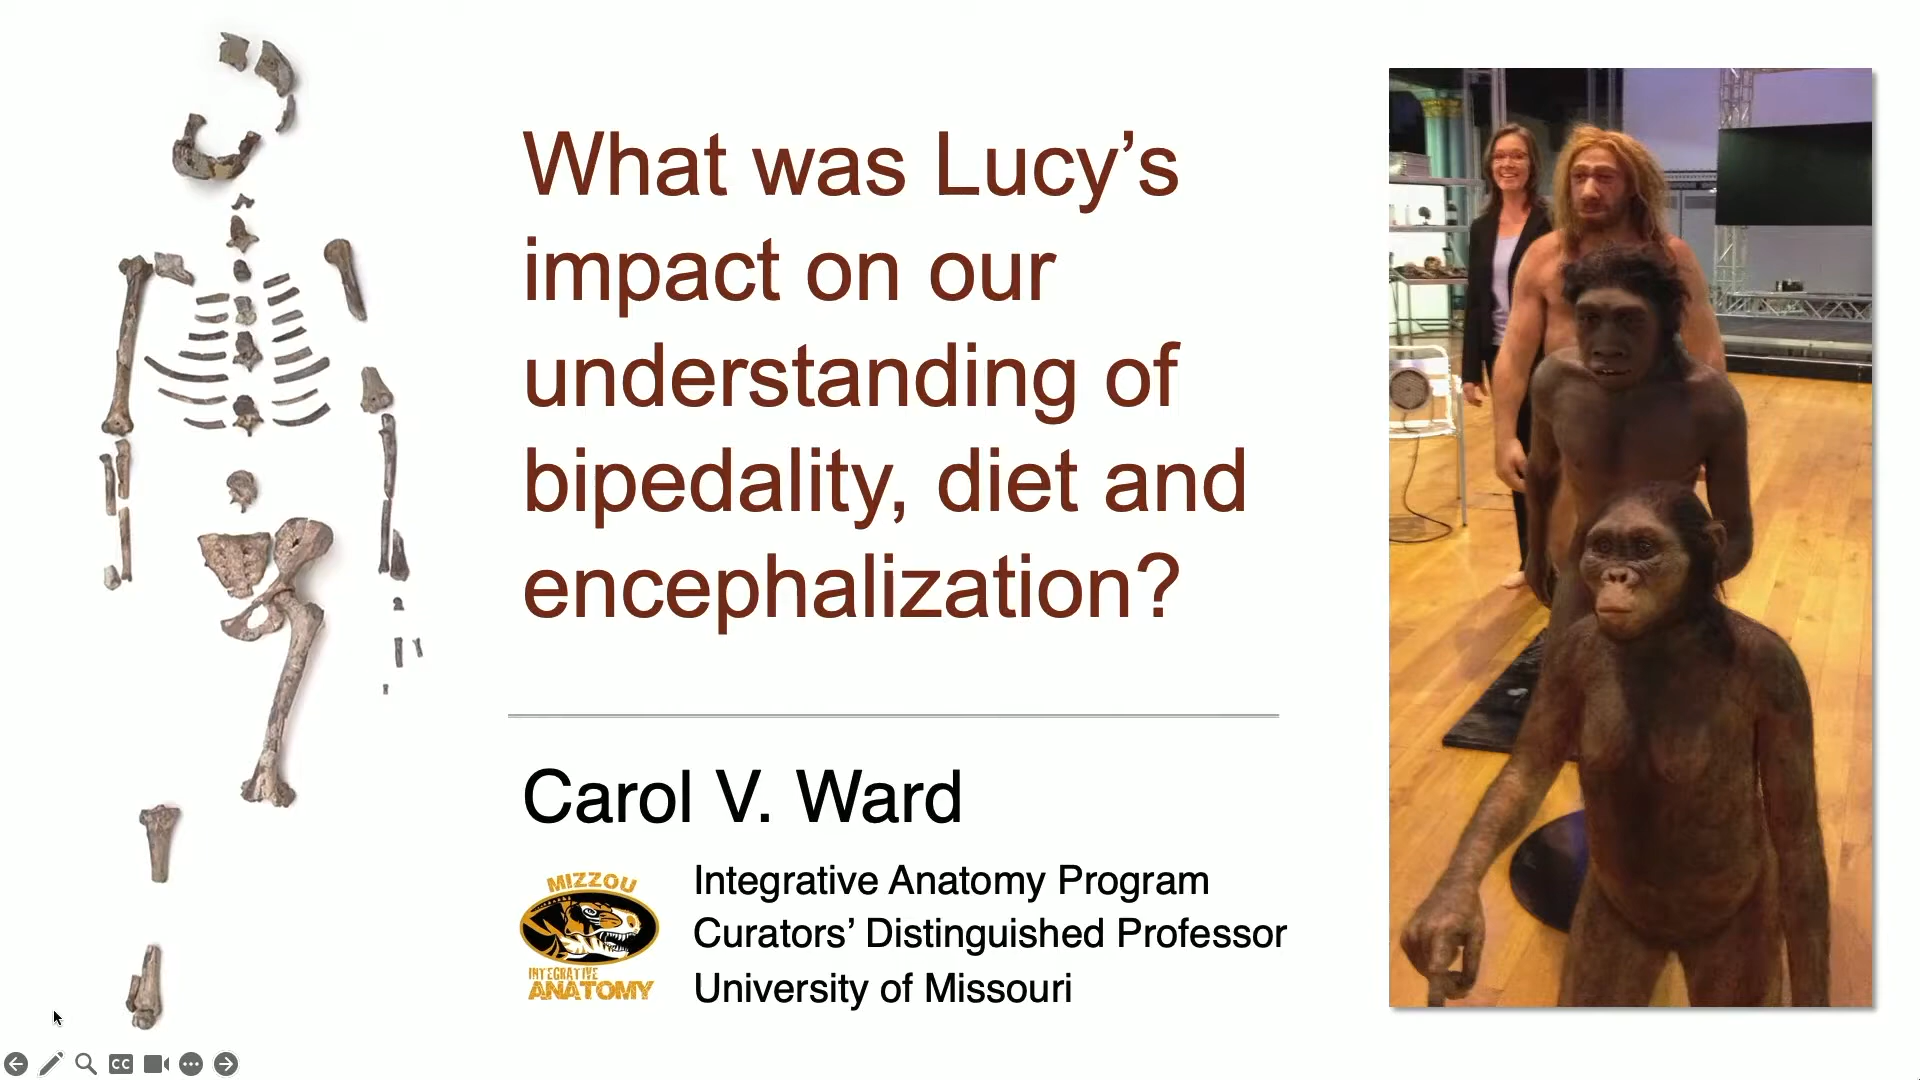 What was Lucy’s
impact on our
understanding of
bipedality, diet and
encephalization?
Carol V. Ward
MIZZOU
INTEGRATIVE
ANATOMY
Integrative Anatomy Program
Curators’ Distinguished Professor
University of Missouri
CC